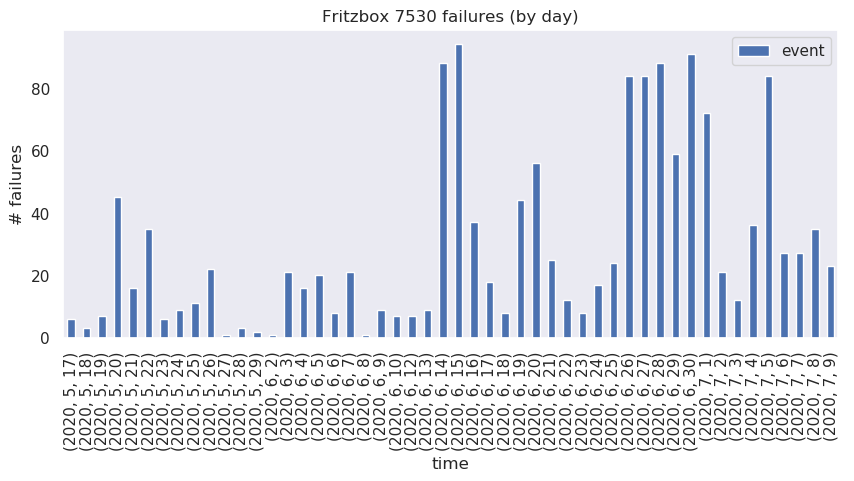 Fritzbox 7530 failures (by day)
event
# failures
80
60
40
20
0
(2020, 5, 17)
(2020, 5, 18)
(2020, 5, 19)
(2020, 5, 20)
(2020, 5, 21)
(2020, 5, 22)
(2020, 5, 23)
(2020, 5, 24)
(2020, 5, 25)
(2020, 5, 26)
(2020, 5, 27)
(2020, 5, 28)
(2020, 5, 29)
(2020, 6, 2)
(2020, 6, 3)
(2020, 6, 4)
(2020, 6, 5)
(2020, 6, 6)
(2020, 6, 7)
(2020, 6, 8)
(2020, 6, 9)
(2020, 6, 10)
(2020, 6, 12)
(2020, 6, 13)
(2020, 6, 14)
(2020, 6, 15)
(2020, 6, 16)
(2020, 6, 17)
(2020, 6, 18)
(2020, 6, 19)
(2020, 6, 20)
(2020, 6, 21)
(2020, 6, 22)
(2020, 6, 23)
(2020, 6, 24)
(2020, 6, 25)
(2020, 6, 26)
(2020, 6, 27)
(2020, 6, 28)
(2020, 6, 29)
(2020, 6, 30)
(2020, 7, 1)
(2020, 7, 2)
(2020, 7, 3)
(2020, 7, 4)
(2020, 7, 5)
(2020, 7, 6)
(2020, 7, 7)
(2020, 7, 8)
(2020, 7, 9)
time